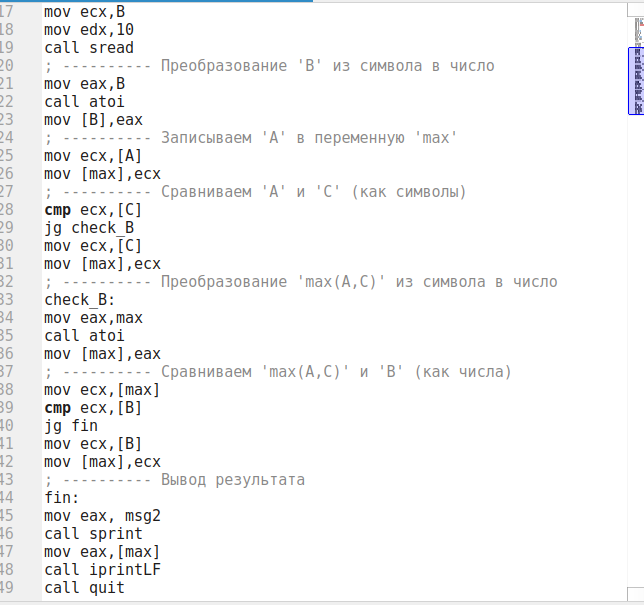 17 mov ecx,B
18 mov edx,10
19 call sread
20 ; ---------- Преобразование 'B' из символа в число
21 mov eax,B
22 call atoi
23 mov [B],eax
24 ; ---------- Записываем 'A' в переменную 'max'
25 mov ecx,[A]
26 mov [max],ecx
27 ; ---------- Сравниваем 'A' и 'С' (как символы)
28 cmp ecx,[C]
29 jg check_B
30 mov ecx,[C]
31 mov [max],ecx
32 ; ---------- Преобразование 'max(A,C)' из символа в число
33 check_B:
34 mov eax,max
35 call atoi
36 mov [max],eax
37 ; ---------- Сравниваем 'max(A,C)' и 'B' (как числа)
38 mov ecx,[max]
39 cmp ecx,[B]
40 jg fin
41 mov ecx,[B]
42 mov [max],ecx
43 ; ---------- Вывод результата
44 fin:
45 mov eax, msg2
46 call sprint
47 mov eax,[max]
48 call iprintLF
49 call quit